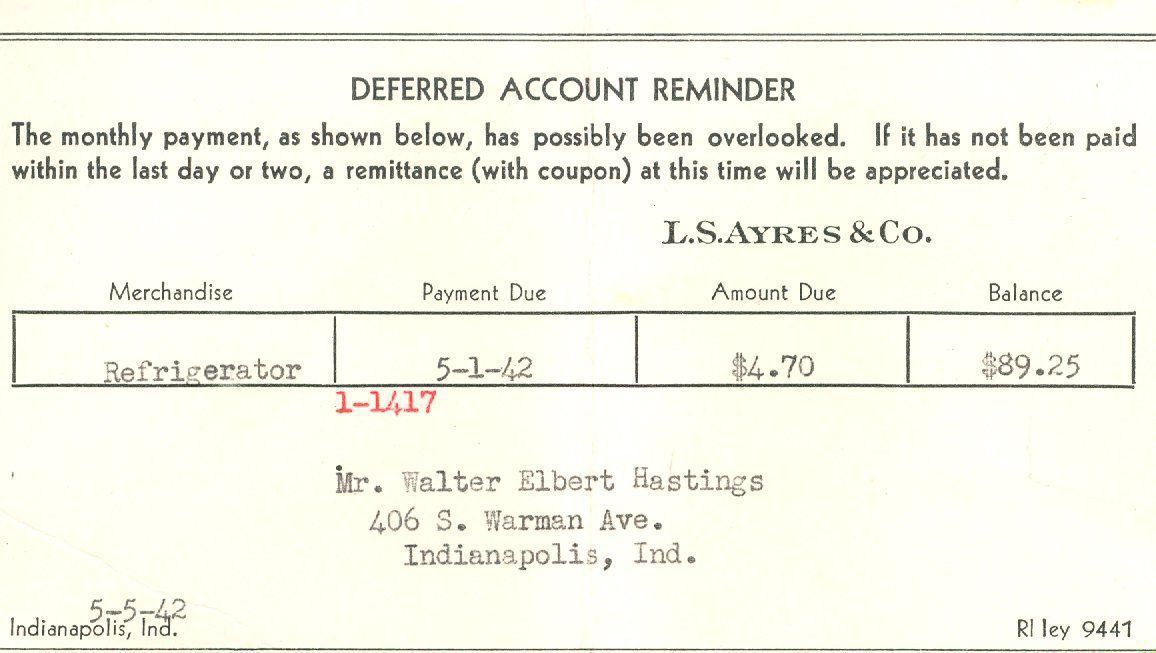 DEFERRED ACCOUNT REMINDER
The monthly payment, as shown below, has possibly been overlooked. If it has not been paid
within the last day or two, a remittance (with coupon) at this time will be appreciated.
L.S.AYRES & CO.
Merchandise Payment Due Amount Due Balance
Refrigerator 5-1-42 $4.70 $89.25
1-1417
Mr. Walter Elbert Hastings
406 S. Warman Ave.
Indianapolis, Ind.
5-5-42
Indianapolis, Ind. RI ley 9441